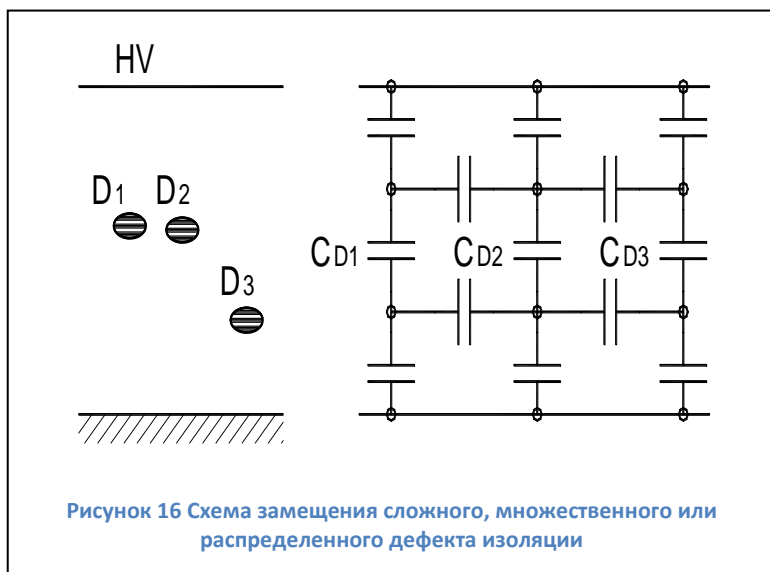 HV
D1 D2
D3
CD1 CD2 CD3
Рисунок 16 Схема замещения сложного, множественного или
распределенного дефекта изоляции